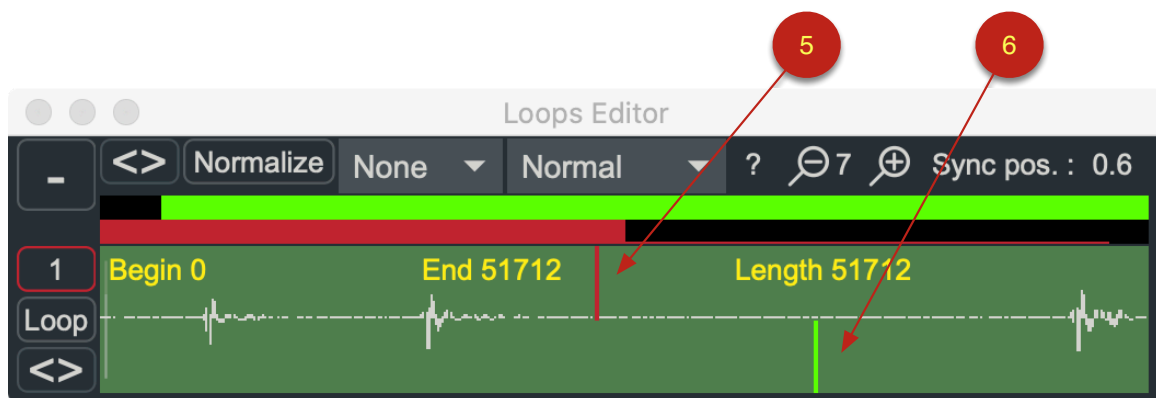 5 6
Loops Editor
- <> Normalize None Normal ? 7 Sync pos. : 0.6
1 Begin 0 End 51712 Length 51712
Loop
<>